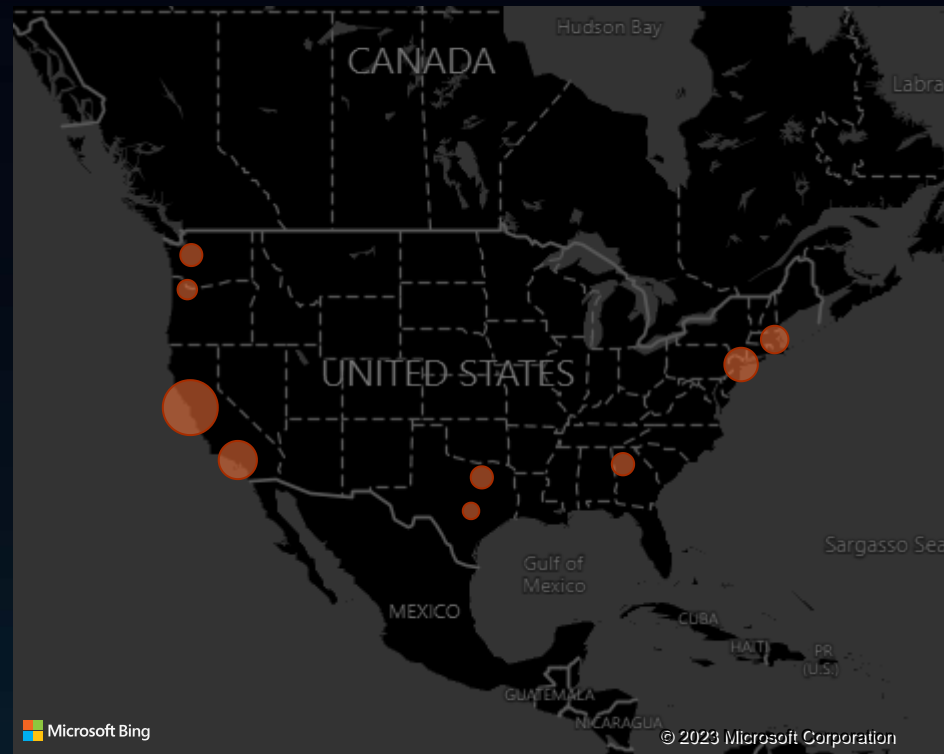 Hudson Bay
CANADA
Labra
UNITED STATES
Sargasso Sea
Gulf of
Mexico
MEXICO
CUBA
HAITI
PR
(U.S.)
GUATEMALA
NICARAGUA
Microsoft Bing
© 2023 Microsoft Corporation